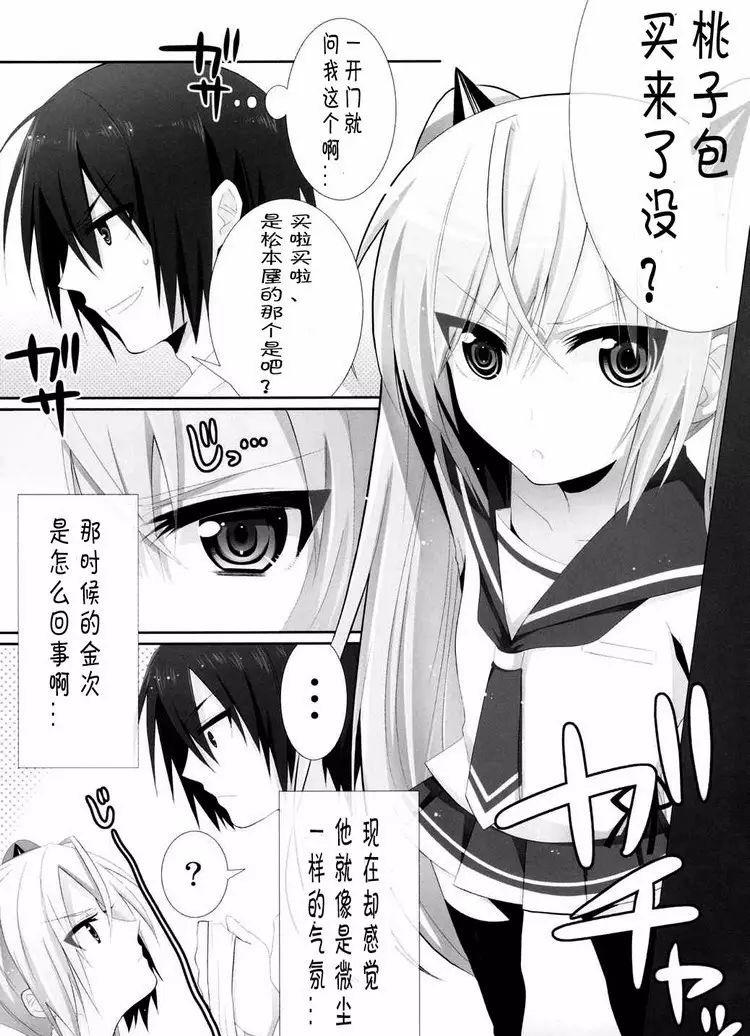 桃子包
买来了没？
ガチャッ
一开门就
问我这个啊…
ガサ
买啦买啦、
是松本屋的那个是吧？
ガサ
じっ…
那时候的金次
是怎么回事啊…
…
？
じ
现在却感觉
他就像是微尘
一样的气氛…